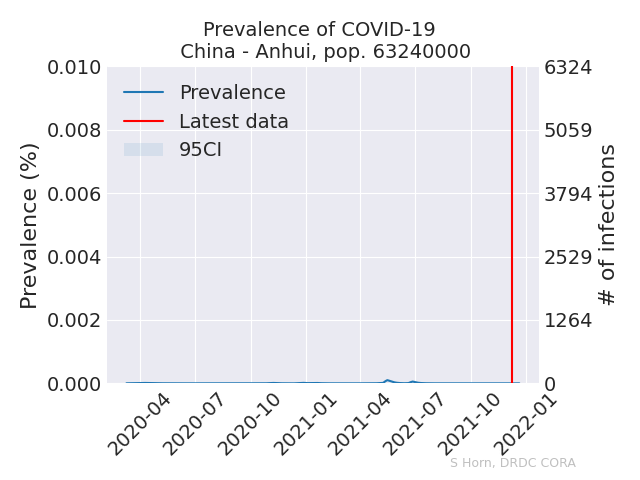 Prevalence of COVID-19
China - Anhui, pop. 63240000
0.010
0.008
0.006
0.004
0.002
0.000
Prevalence (%)
Prevalence
Latest data
95CI
6324
5059
3794
2529
1264
0
# of infections
2020-04
2020-07
2020-10
2021-01
2021-04
2021-07
2021-10
2022-01
S Horn, DRDC CORA